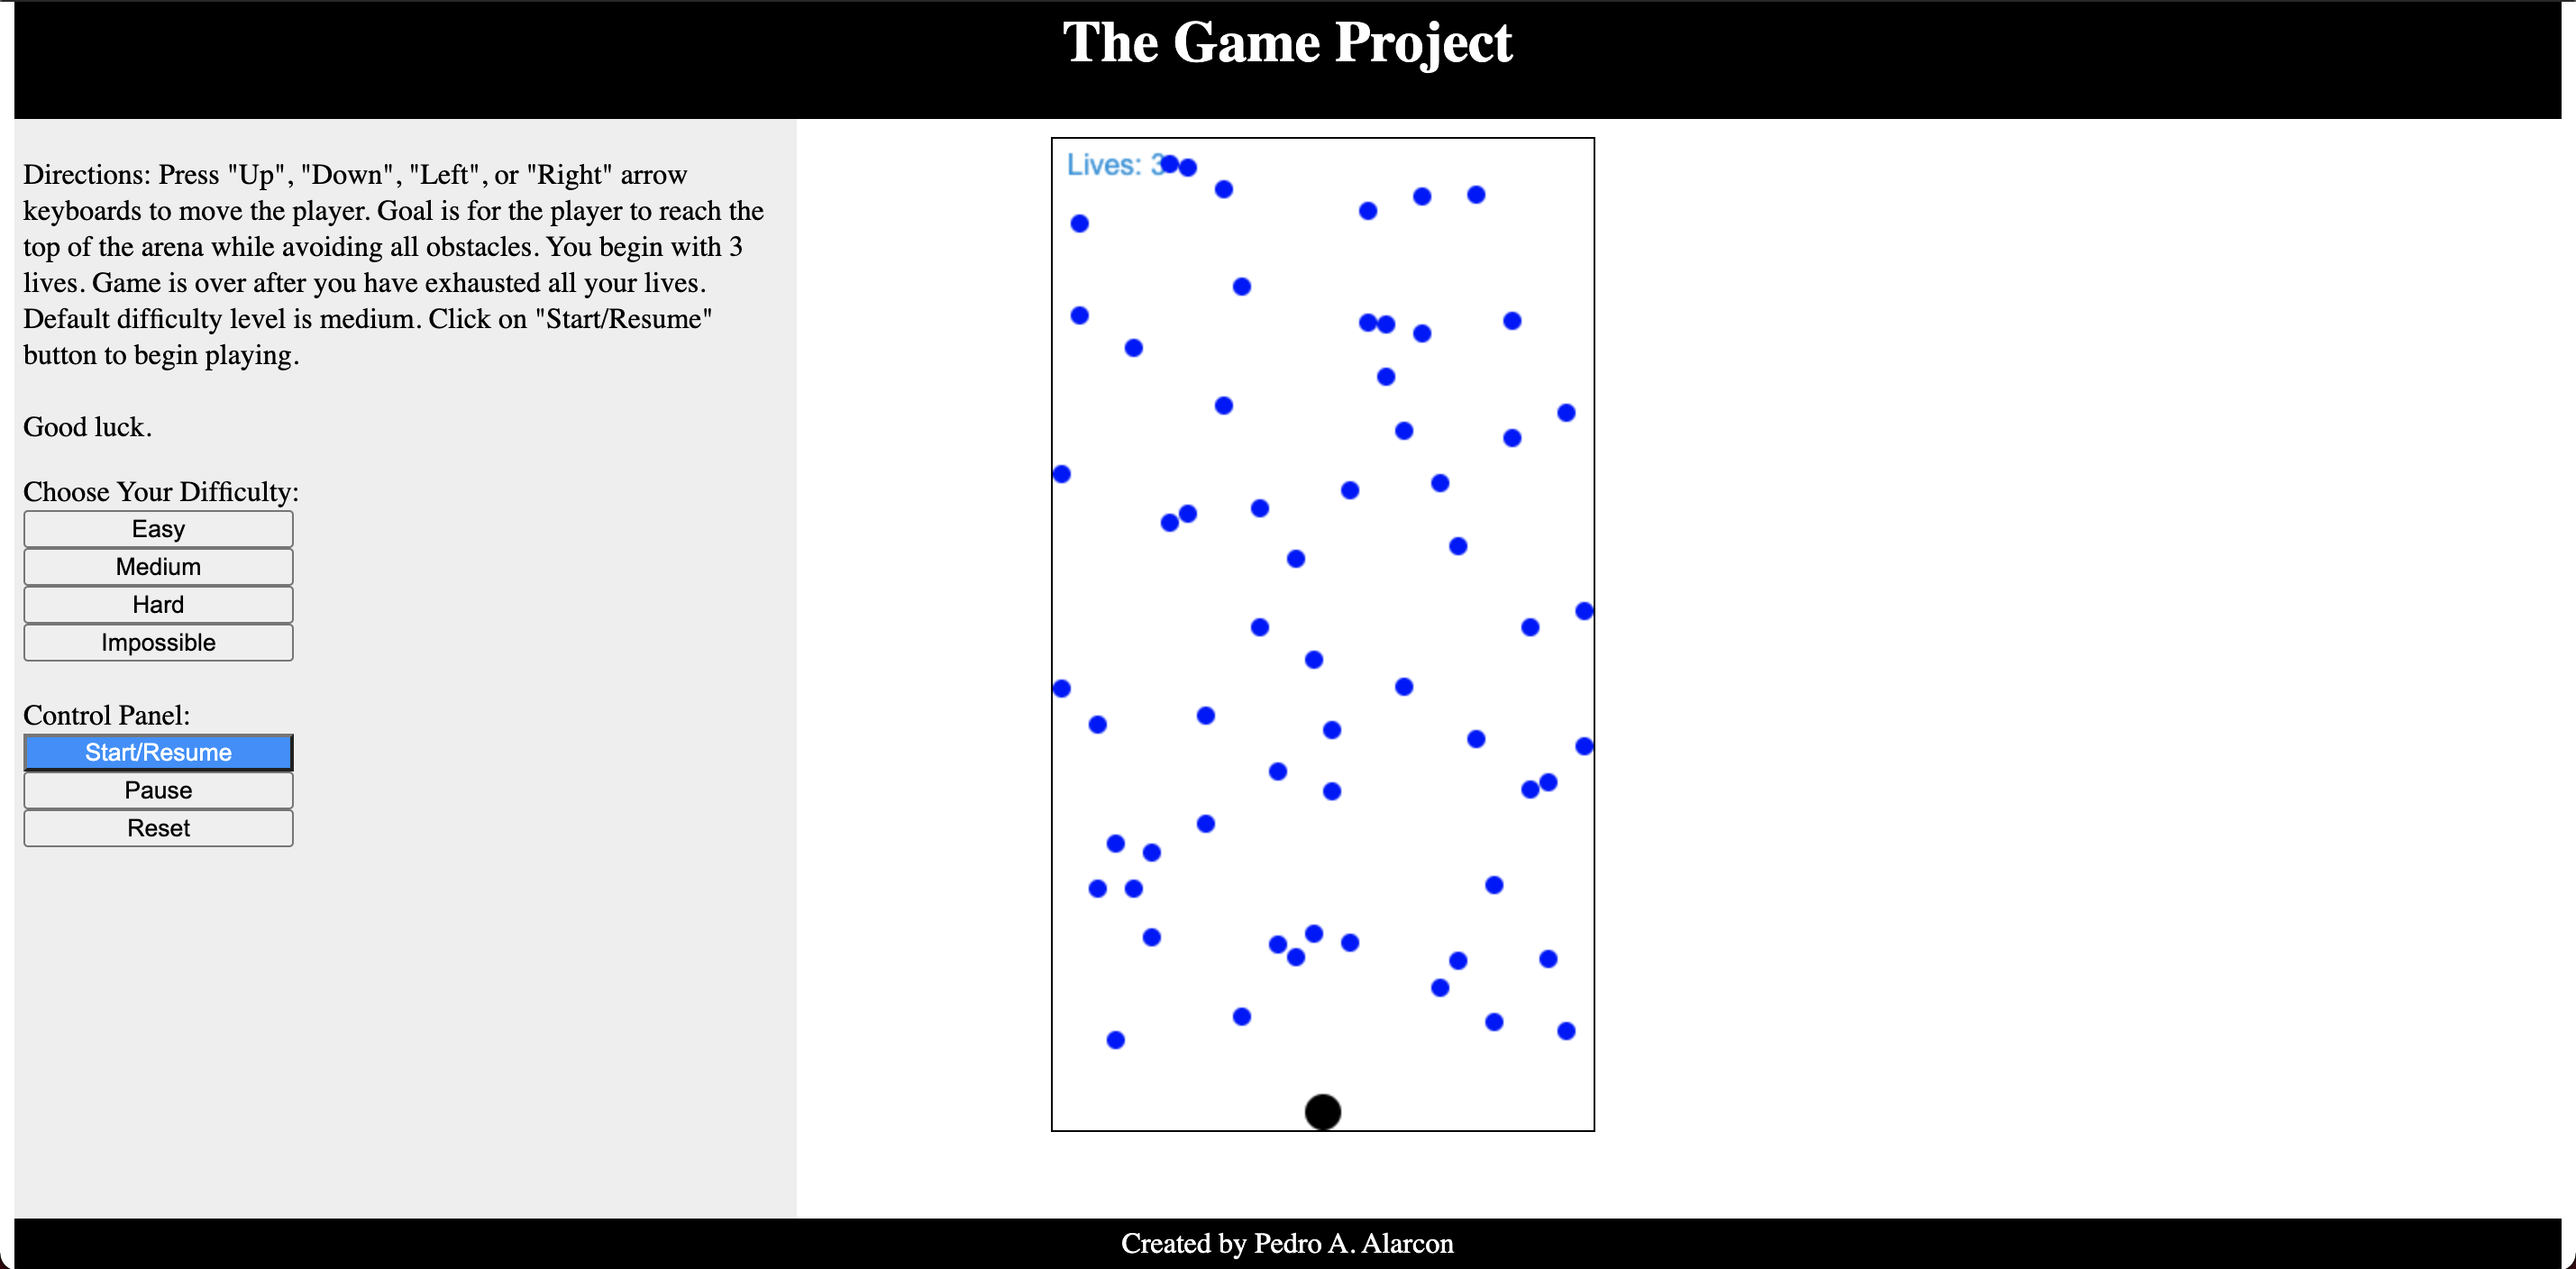 The Game Project
Directions: Press "Up", "Down", "Left", or "Right" arrow
keyboards to move the player. Goal is for the player to reach the
top of the arena while avoiding all obstacles. You begin with 3
lives. Game is over after you have exhausted all your lives.
Default difficulty level is medium. Click on "Start/Resume"
button to begin playing.
Good luck.
Choose Your Difficulty:
Easy
Medium
Hard
Impossible
Control Panel:
Start/Resume
Pause
Reset
Lives: 3
Created by Pedro A. Alarcon